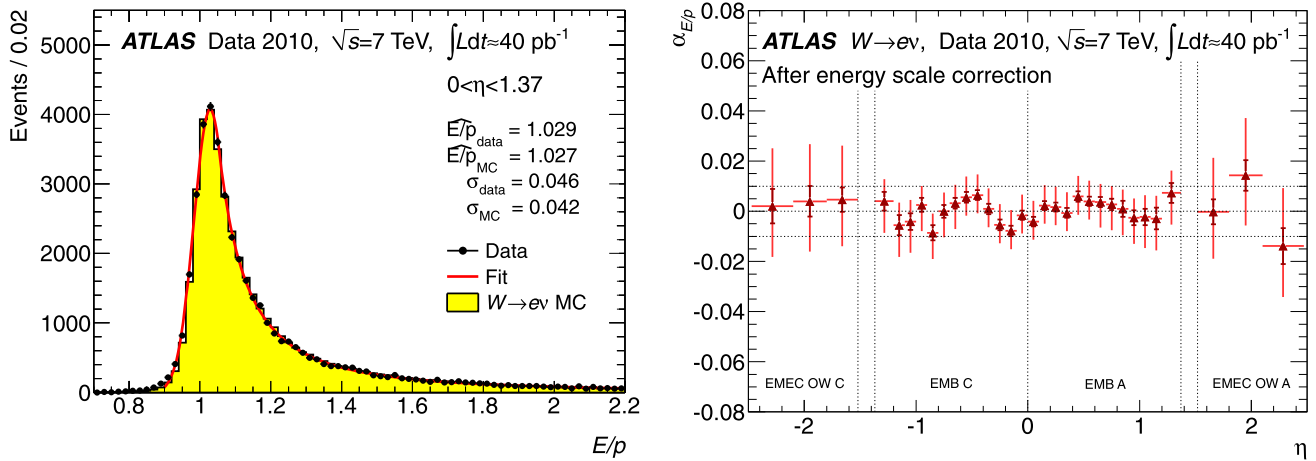 Events / 0.02
5000
4000
3000
2000
1000
0
ATLAS Data 2010, √s=7 TeV, ∫Ldt≈40 pb⁻¹
0<η<1.37
E/p data = 1.029
E/p MC = 1.027
σ data = 0.046
σ MC = 0.042
Data
Fit
W→eν MC
0.8 1 1.2 1.4 1.6 1.8 2 2.2
E/p
α E/p
0.08
0.06
0.04
0.02
0
-0.02
-0.04
-0.06
-0.08
ATLAS W→eν, Data 2010, √s=7 TeV, ∫Ldt≈40 pb⁻¹
After energy scale correction
EMEC OW C EMB C EMB A EMEC OW A
-2 -1 0 1 2
η